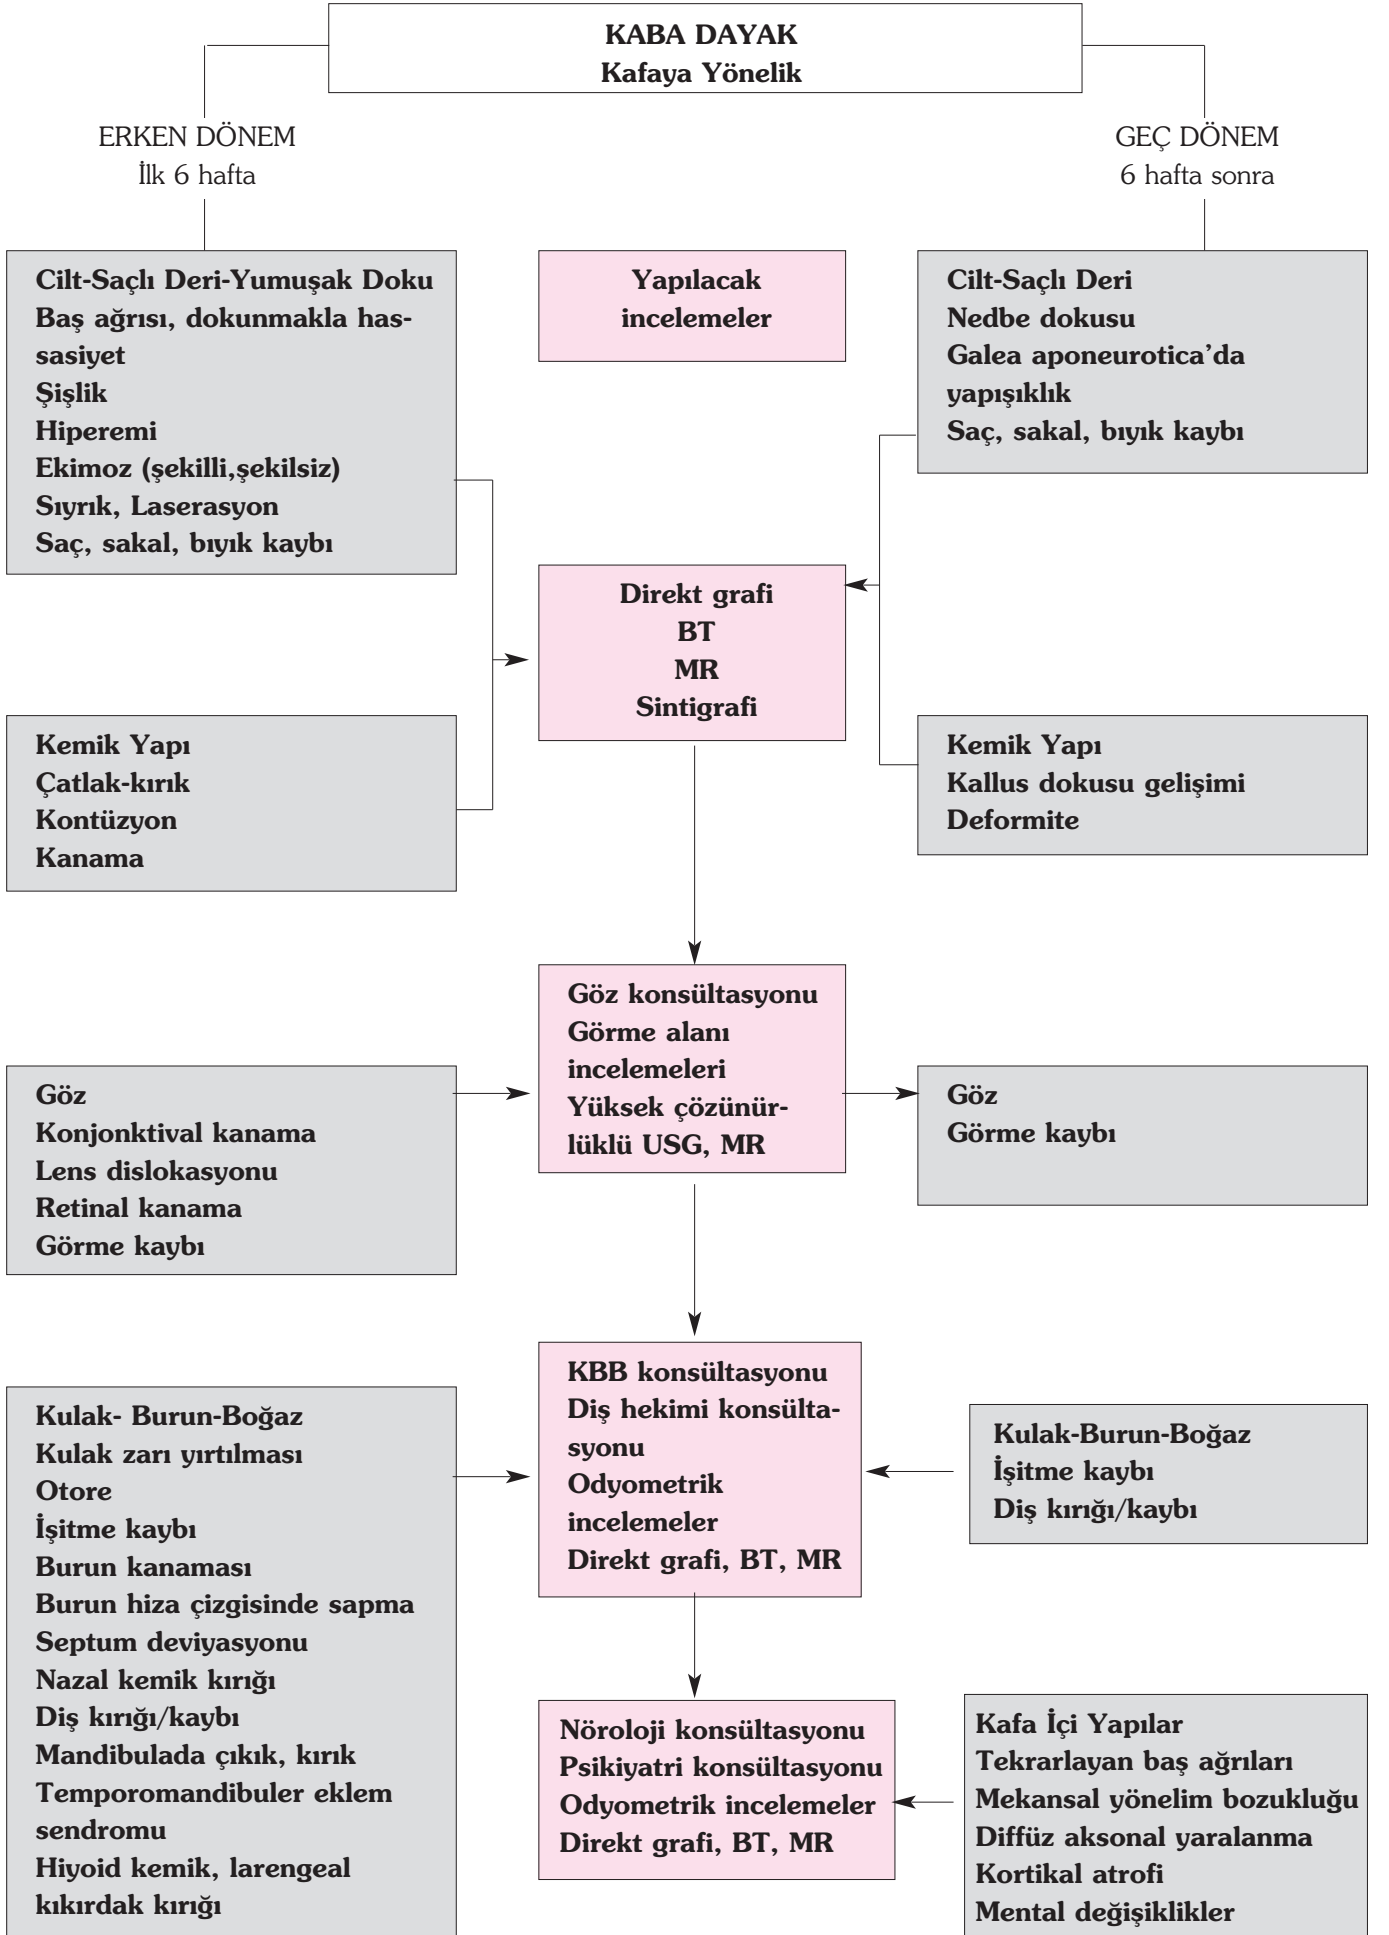 KABA DAYAK
Kafaya Yönelik
ERKEN DÖNEM
İlk 6 hafta
GEÇ DÖNEM
6 hafta sonra
Cilt-Saçlı Deri-Yumuşak Doku
Baş ağrısı, dokunmakla has-
sasiyet
Şişlik
Hiperemi
Ekimoz (şekilli,şekilsiz)
Sıyrık, Laserasyon
Saç, sakal, bıyık kaybı
Yapılacak
incelemeler
Cilt-Saçlı Deri
Nedbe dokusu
Galea aponeurotica'da
yapışıklık
Saç, sakal, bıyık kaybı
Direkt grafi
BT
MR
Sintigrafi
Kemik Yapı
Çatlak-kırık
Kontüzyon
Kanama
Kemik Yapı
Kallus dokusu gelişimi
Deformite
Göz konsültasyonu
Görme alanı
incelemeleri
Yüksek çözünür-
lüklü USG, MR
Göz
Konjonktival kanama
Lens dislokasyonu
Retinal kanama
Görme kaybı
Göz
Görme kaybı
KBB konsültasyonu
Diş hekimi konsülta-
syonu
Odyometrik
incelemeler
Direkt grafi, BT, MR
Kulak- Burun-Boğaz
Kulak zarı yırtılması
Otore
İşitme kaybı
Burun kanaması
Burun hiza çizgisinde sapma
Septum deviyasyonu
Nazal kemik kırığı
Diş kırığı/kaybı
Mandibulada çıkık, kırık
Temporomandibuler eklem
sendromu
Hiyoid kemik, larengeal
kıkırdak kırığı
Kulak-Burun-Boğaz
İşitme kaybı
Diş kırığı/kaybı
Nöroloji konsültasyonu
Psikiyatri konsültasyonu
Odyometrik incelemeler
Direkt grafi, BT, MR
Kafa İçi Yapılar
Tekrarlayan baş ağrıları
Mekansal yönelim bozukluğu
Diffüz aksonal yaralanma
Kortikal atrofi
Mental değişiklikler